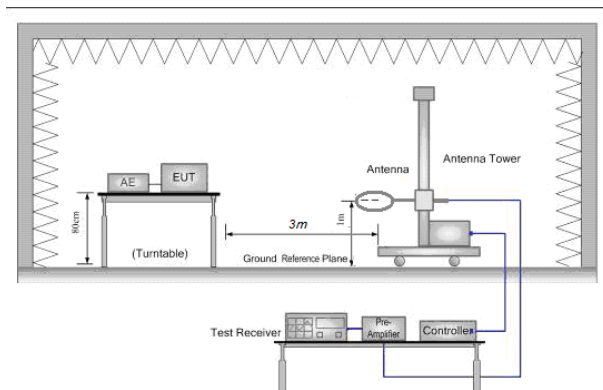 Antenna Tower
Antenna
AE
EUT
80cm
(Turntable)
3m
1m
Ground Reference Plane
Test Receiver
Pre-
Amplifier
Controller